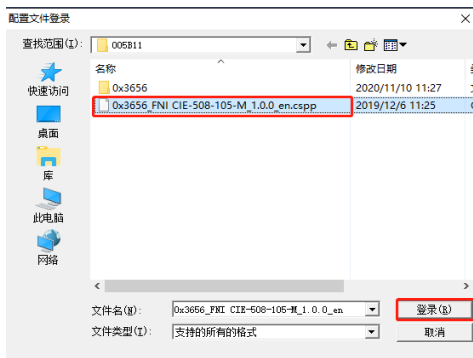 配置文件登录
查找范围(I): 005B11
名称 修改日期
0x3656 2020/11/10 11:27
0x3656_FNI CIE-508-105-M_1.0.0_en.cspp 2019/12/6 11:25
快速访问
桌面
库
此电脑
网络
文件名(N): 0x3656_FNI CIE-508-105-M_1.0.0_en 登录(R)
文件类型(T): 支持的所有的格式 取消